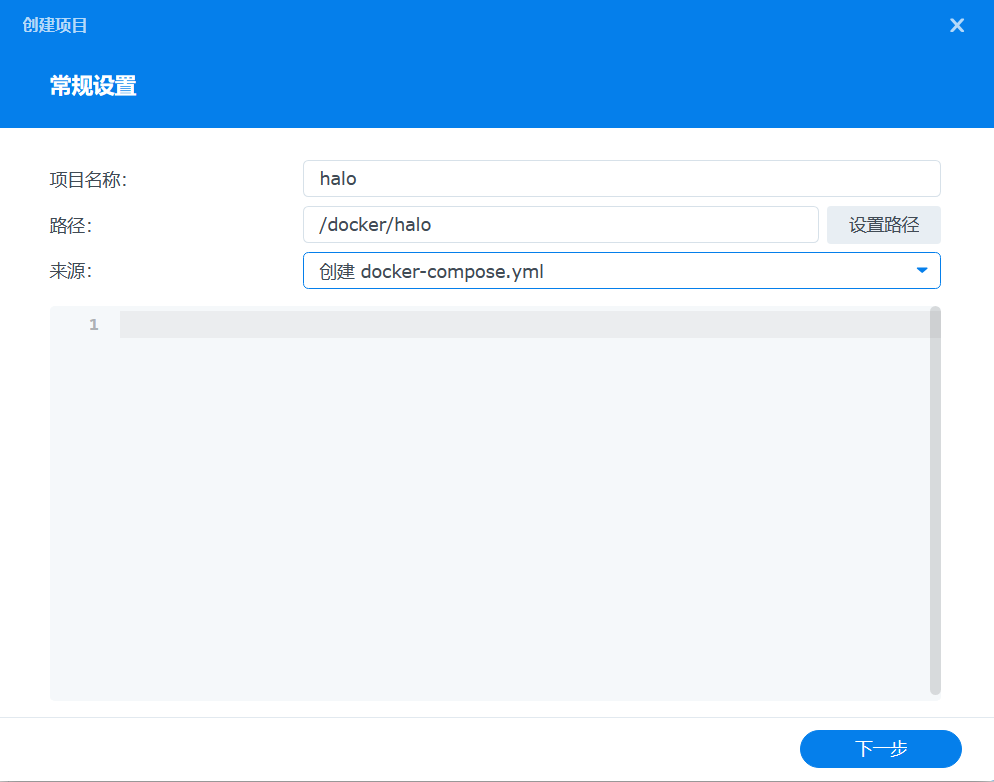 创建项目
常规设置
项目名称: halo
路径: /docker/halo 设置路径
来源: 创建 docker-compose.yml
1
下一步